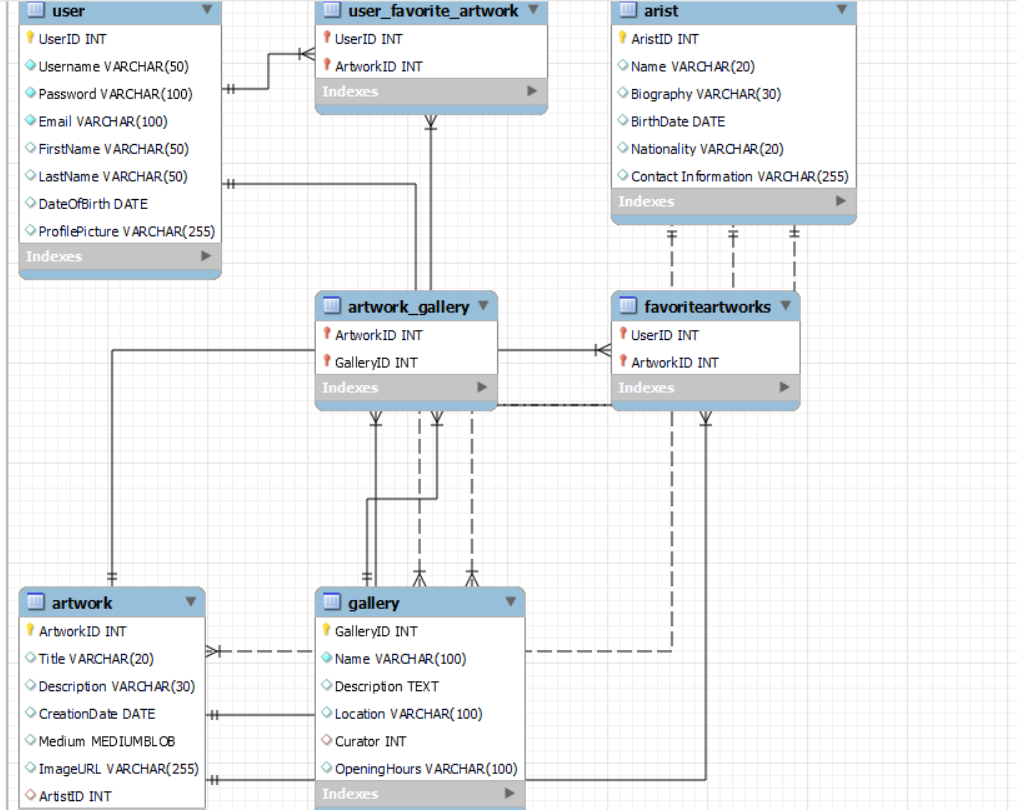 user
UserID INT
Username VARCHAR(50)
Password VARCHAR(100)
Email VARCHAR(100)
FirstName VARCHAR(50)
LastName VARCHAR(50)
DateOfBirth DATE
ProfilePicture VARCHAR(255)
Indexes
user_favorite_artwork
UserID INT
ArtworkID INT
Indexes
arist
AristID INT
Name VARCHAR(20)
Biography VARCHAR(30)
BirthDate DATE
Nationality VARCHAR(20)
Contact Information VARCHAR(255)
Indexes
artwork_gallery
ArtworkID INT
GalleryID INT
Indexes
favoriteartworks
UserID INT
ArtworkID INT
Indexes
artwork
ArtworkID INT
Title VARCHAR(20)
Description VARCHAR(30)
CreationDate DATE
Medium MEDIUMBLOB
ImageURL VARCHAR(255)
ArtistID INT
gallery
GalleryID INT
Name VARCHAR(100)
Description TEXT
Location VARCHAR(100)
Curator INT
OpeningHours VARCHAR(100)
Indexes